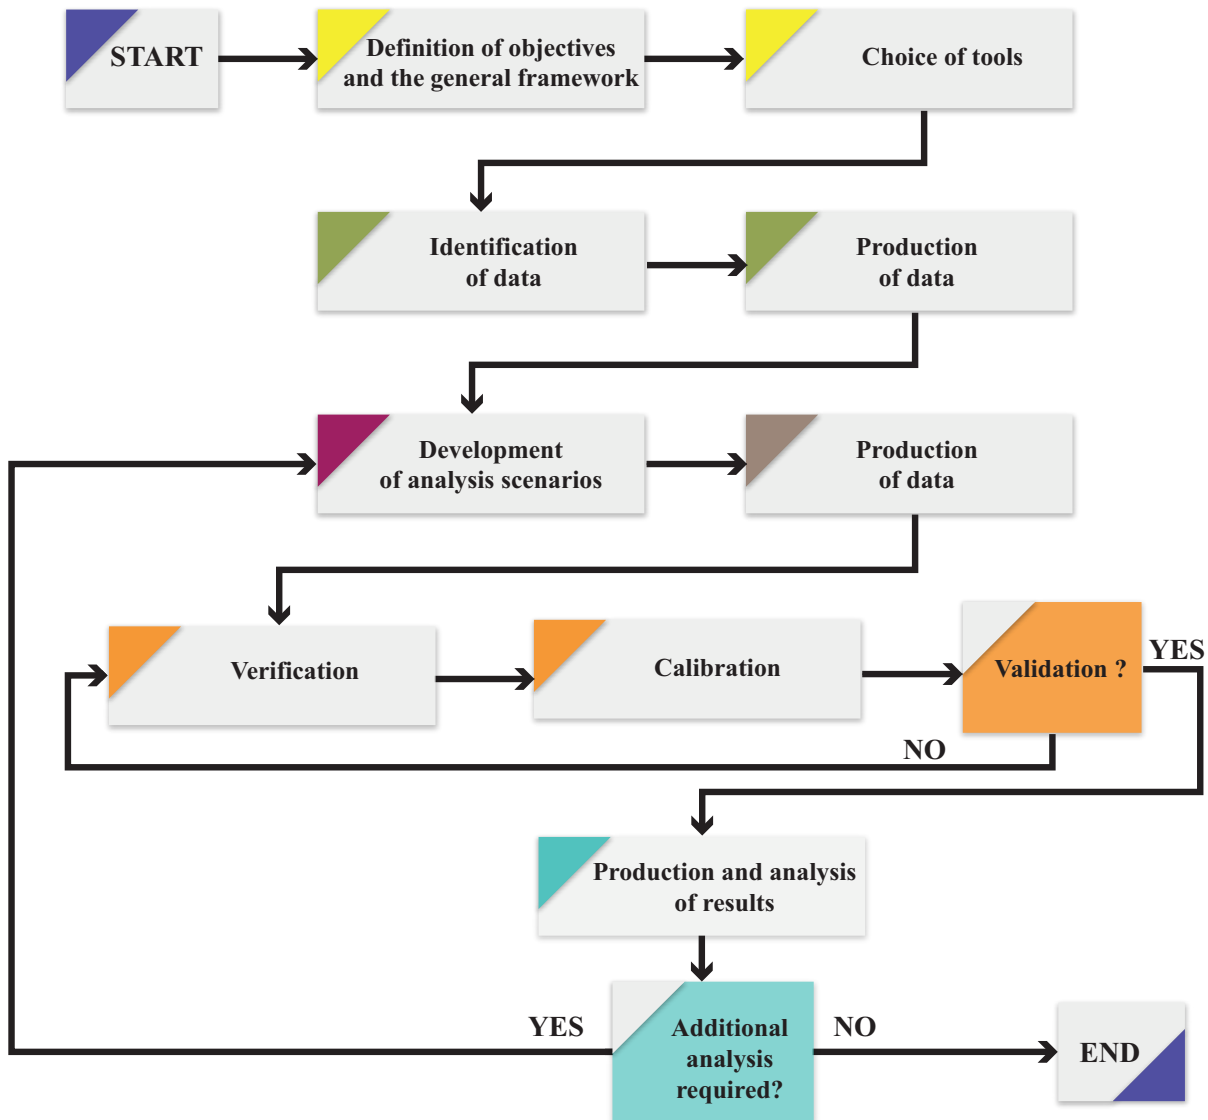 START
Definition of objectives
and the general framework
Choice of tools
Identification
of data
Production
of data
Development
of analysis scenarios
Production
of data
Verification
Calibration
Validation ?
YES
NO
Production and analysis
of results
YES
Additional
analysis
required?
NO
END